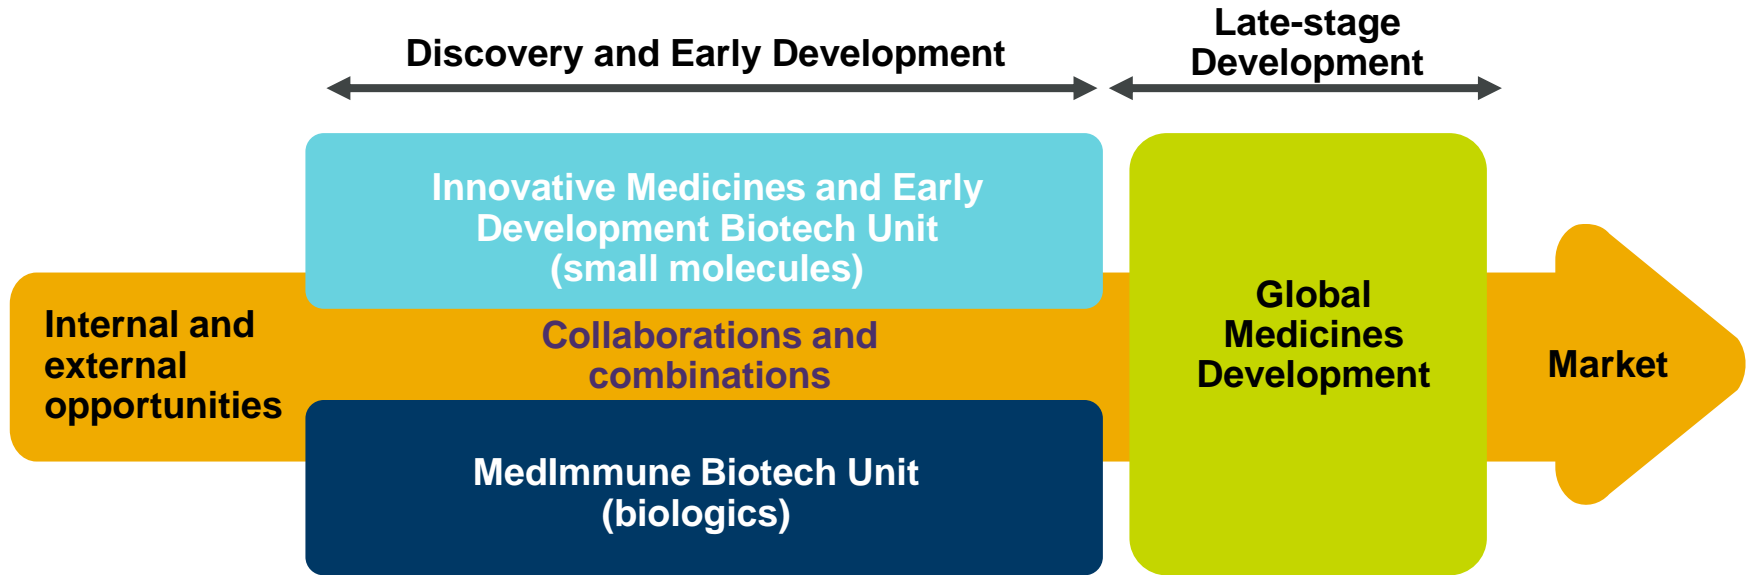 Discovery and Early Development
Late-stage
Development
Innovative Medicines and Early
Development Biotech Unit
(small molecules)
Internal and
external
opportunities
Collaborations and
combinations
MedImmune Biotech Unit
(biologics)
Global
Medicines
Development
Market